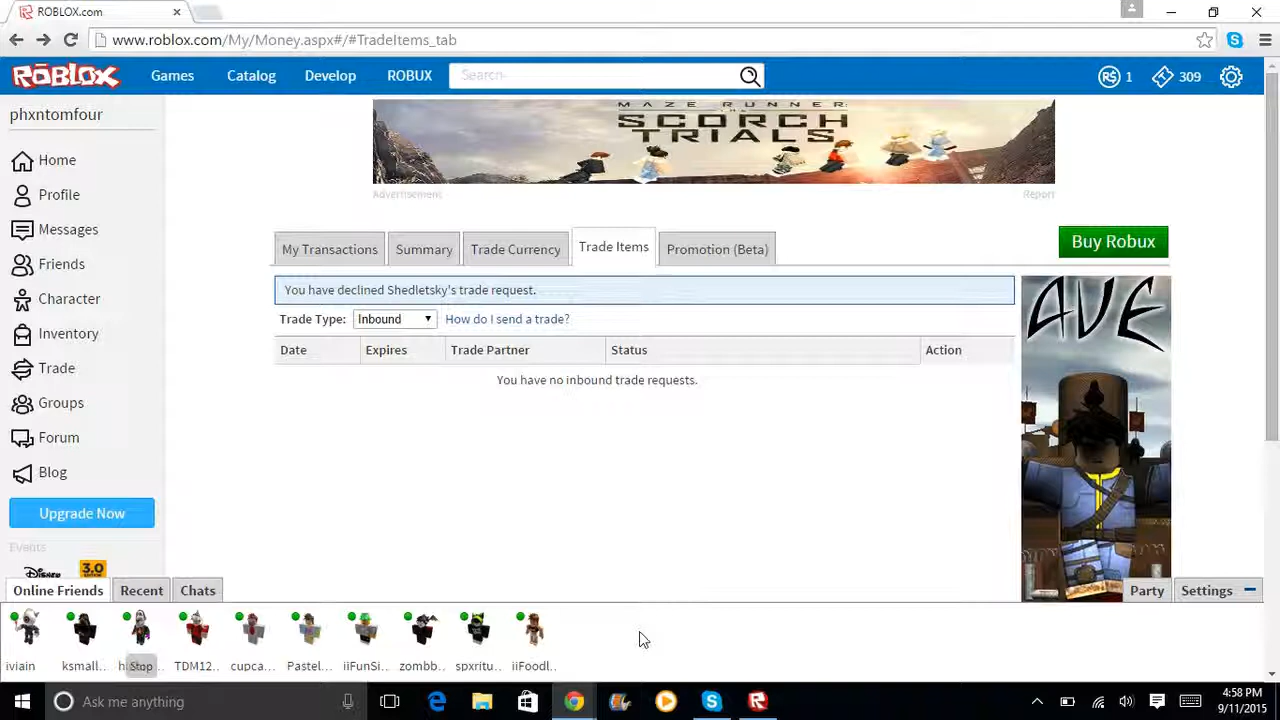 ROBLOX.com
www.roblox.com/My/Money.aspx#/#TradeItems_tab
ROBLOX
Games
Catalog
Develop
ROBUX
Search
R$ 1
309
phxntomfour
Home
Profile
Messages
Friends
Character
Inventory
Trade
Groups
Forum
Blog
Upgrade Now
Events
Disney
3.0
MAZE RUNNER: THE
SCORCH
TRIALS
Advertisement
Report
My Transactions
Summary
Trade Currency
Trade Items
Promotion (Beta)
Buy Robux
You have declined Shedletsky's trade request.
Trade Type:
Inbound
How do I send a trade?
Date
Expires
Trade Partner
Status
Action
You have no inbound trade requests.
AVE
Online Friends
Recent
Chats
Party
Settings
iviain
ksmall..
Stop
TDM12..
cupca..
Pastel..
iiFunSi..
zombb..
spxritu..
iiFoodl..
Ask me anything
4:58 PM
9/11/2015